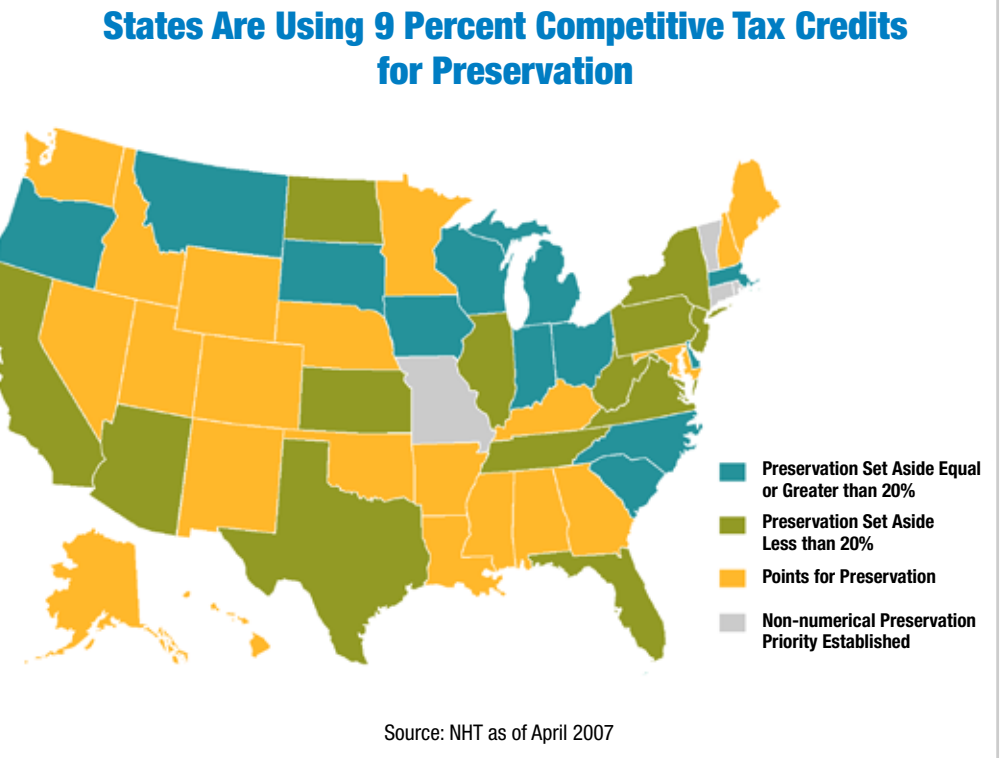 States Are Using 9 Percent Competitive Tax Credits
for Preservation
Preservation Set Aside Equal
or Greater than 20%
Preservation Set Aside
Less than 20%
Points for Preservation
Non-numerical Preservation
Priority Established
Source: NHT as of April 2007